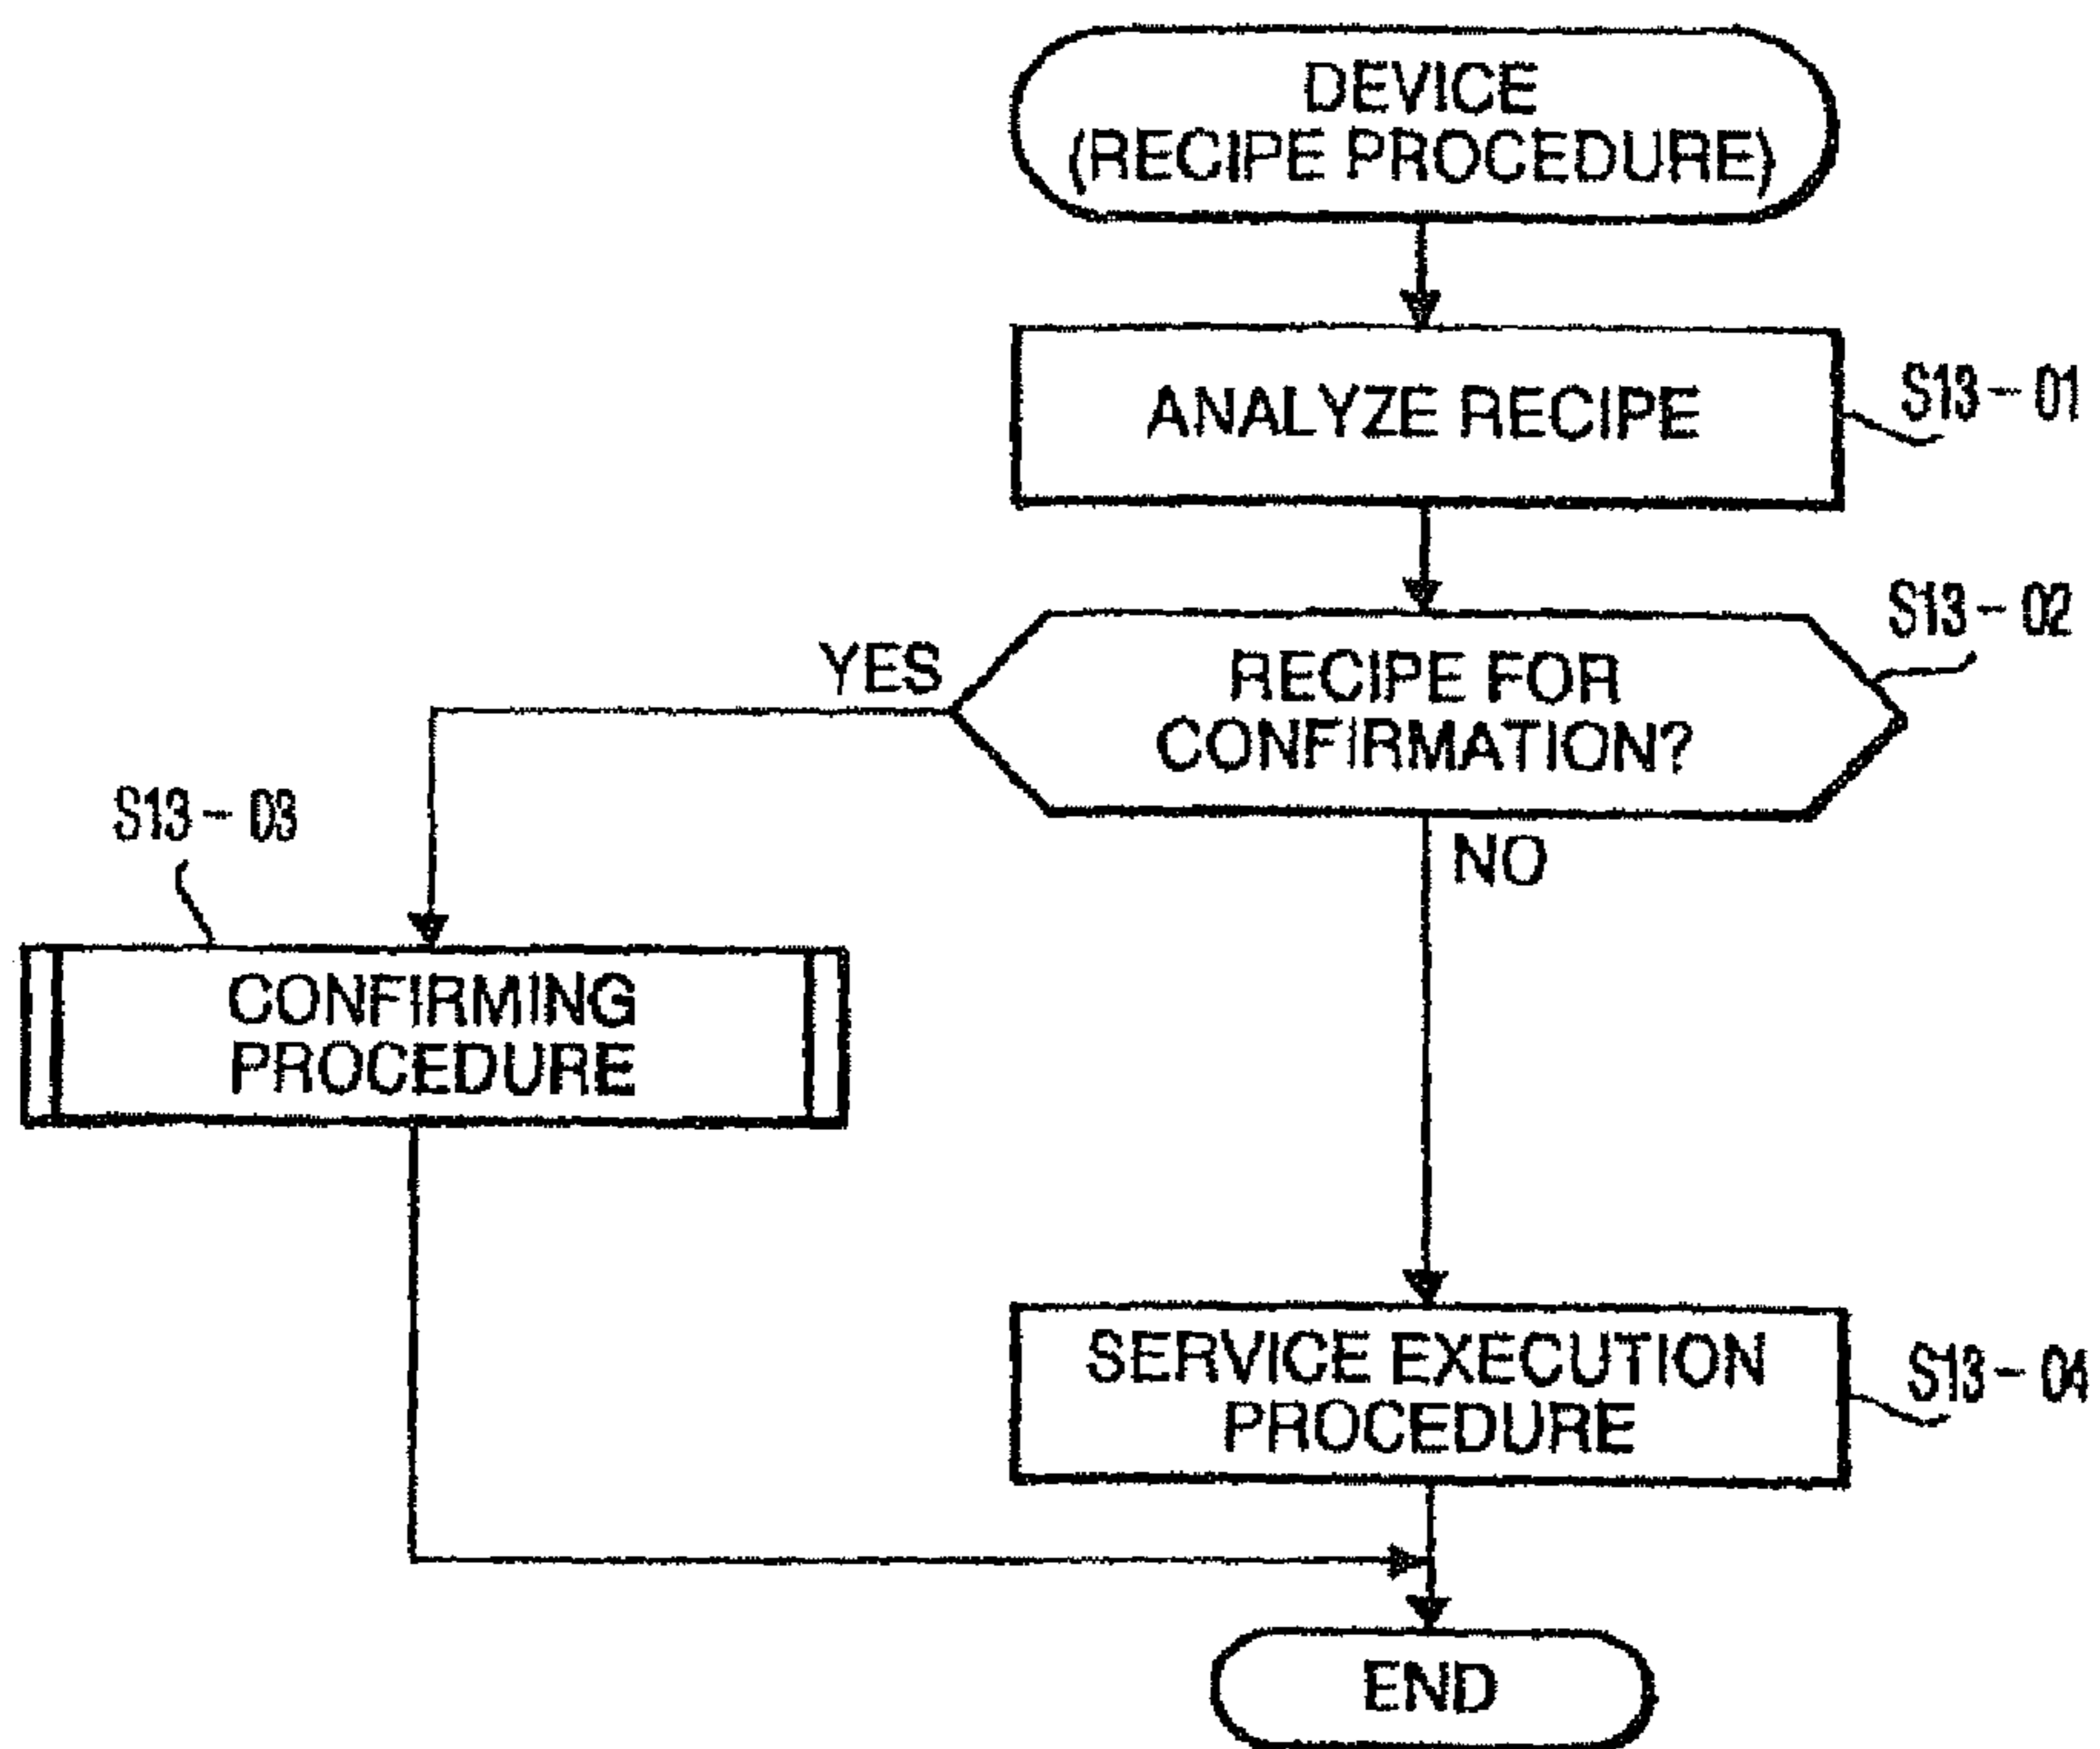 DEVICE
(RECIPE PROCEDURE)
ANALYZE RECIPE
S13-01
S13-02
RECIPE FOR
CONFIRMATION?
YES
NO
S13-03
CONFIRMING
PROCEDURE
SERVICE EXECUTION
PROCEDURE
S13-04
END